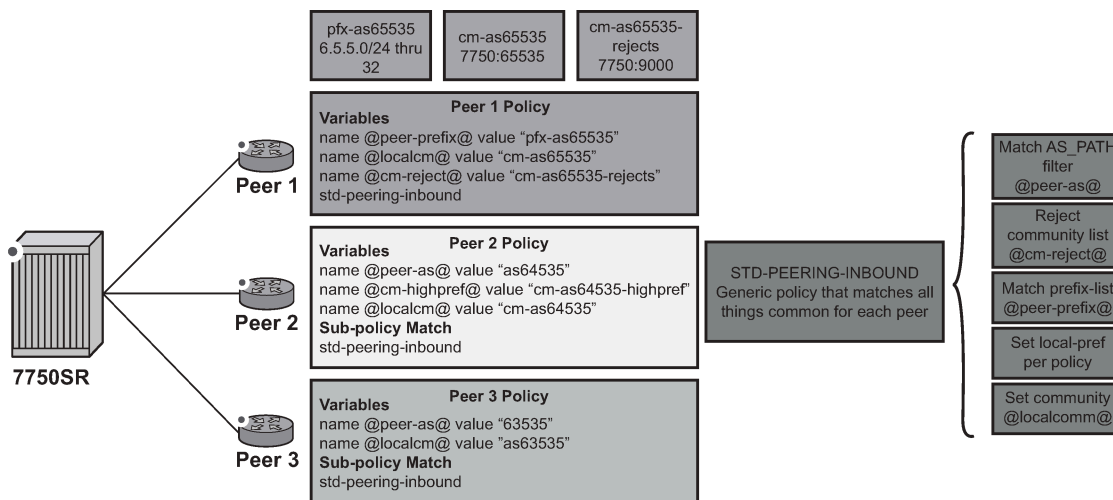 pfx-as65535
6.5.5.0/24 thru
32
cm-as65535
7750:65535
cm-as65535-
rejects
7750:9000
Peer 1 Policy
Variables
name @peer-prefix@ value “pfx-as65535”
name @localcm@ value “cm-as65535”
name @cm-reject@ value “cm-as65535-rejects”
std-peering-inbound
Peer 1
Peer 2 Policy
Variables
name @peer-as@ value “as64535”
name @cm-highpref@ value “cm-as64535-highpref”
name @localcm@ value “cm-as64535”
Sub-policy Match
std-peering-inbound
Peer 2
7750SR
Peer 3 Policy
Variables
name @peer-as@ value “63535”
name @localcm@ value ”as63535”
Sub-policy Match
std-peering-inbound
Peer 3
STD-PEERING-INBOUND
Generic policy that matches all
things common for each peer
Match AS_PATH
filter
@peer-as@
Reject
community list
@cm-reject@
Match prefix-list
@peer-prefix@
Set local-pref
per policy
Set community
@localcomm@